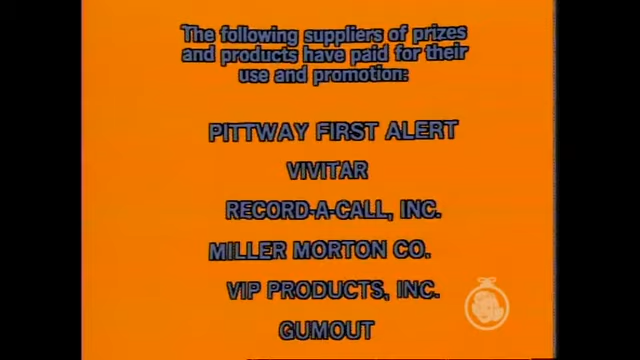 The following suppliers of prizes
and products have paid for their
use and promotion:
PITTWAY FIRST ALERT
VIVITAR
RECORD-A-CALL, INC.
MILLER MORTON CO.
VIP PRODUCTS, INC.
GUMOUT